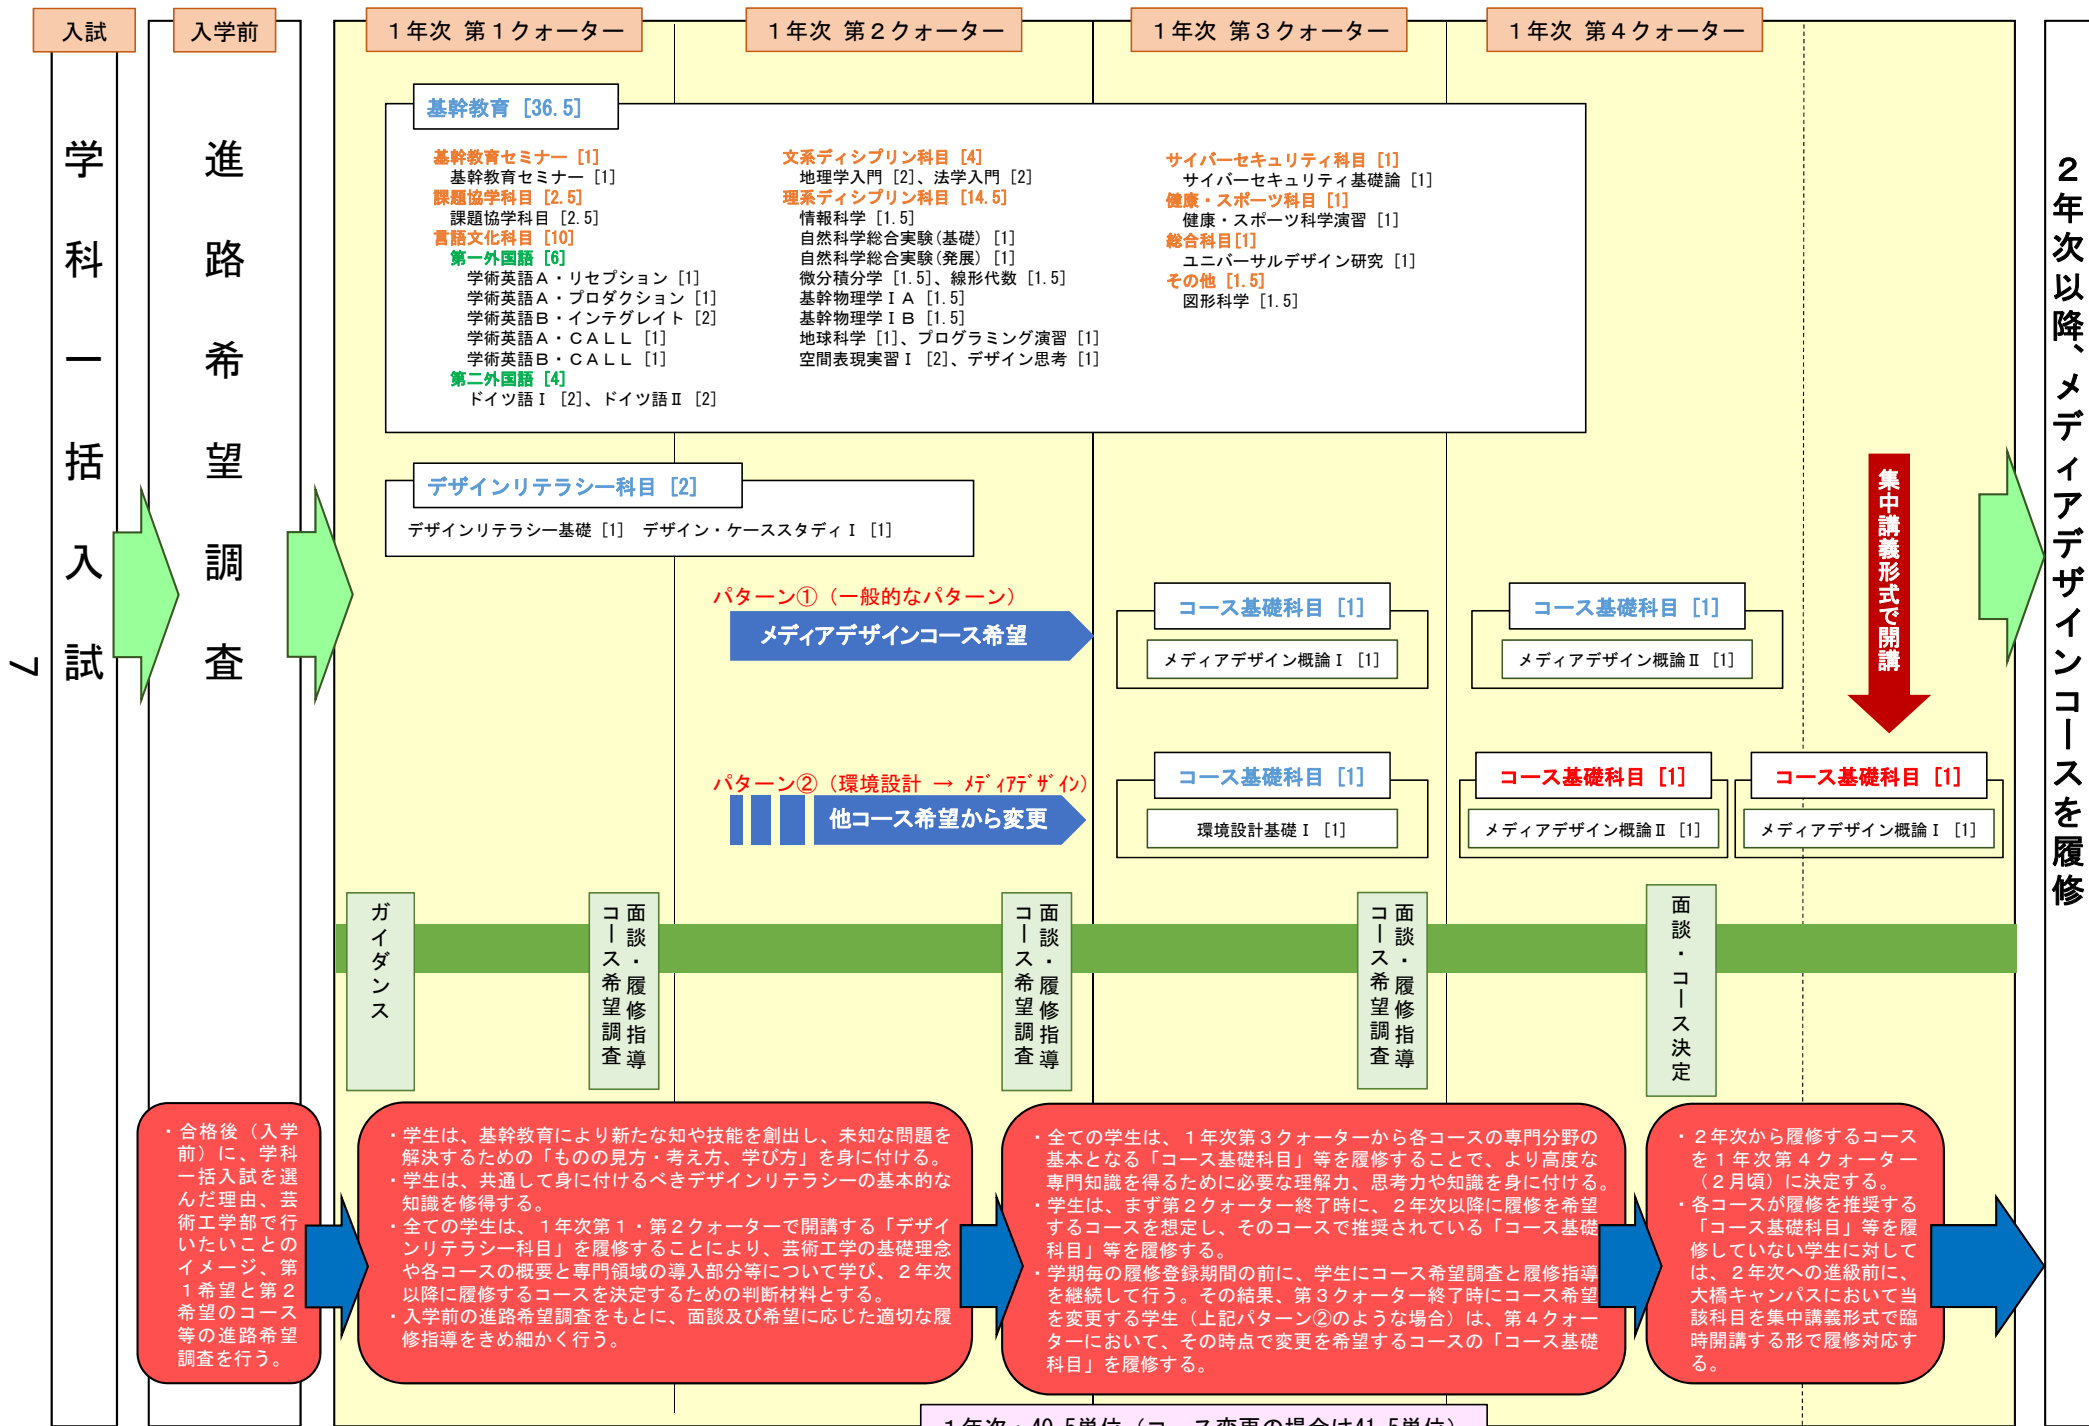 入試
入学前
１年次 第１クォーター
１年次 第２クォーター
１年次 第３クォーター
１年次 第４クォーター
学科一括入試
7
進路希望調査
基幹教育 [36.5]
基幹教育セミナー [1]
基幹教育セミナー [1]
課題協学科目 [2.5]
課題協学科目 [2.5]
言語文化科目 [10]
第一外国語 [6]
学術英語Ａ・リセプション [1]
学術英語Ａ・プロダクション [1]
学術英語Ｂ・インテグレイト [2]
学術英語Ａ・ＣＡＬＬ [1]
学術英語Ｂ・ＣＡＬＬ [1]
第二外国語 [4]
ドイツ語Ⅰ [2]、ドイツ語Ⅱ [2]
文系ディシプリン科目 [4]
地理学入門 [2]、法学入門 [2]
理系ディシプリン科目 [14.5]
情報科学 [1.5]
自然科学総合実験(基礎) [1]
自然科学総合実験(発展) [1]
微分積分学 [1.5]、線形代数 [1.5]
基幹物理学ⅠＡ [1.5]
基幹物理学ⅠＢ [1.5]
地球科学 [1]、プログラミング演習 [1]
空間表現実習Ⅰ [2]、デザイン思考 [1]
サイバーセキュリティ科目 [1]
サイバーセキュリティ基礎論 [1]
健康・スポーツ科目 [1]
健康・スポーツ科学演習 [1]
総合科目[1]
ユニバーサルデザイン研究 [1]
その他 [1.5]
図形科学 [1.5]
デザインリテラシー科目 [2]
デザインリテラシー基礎 [1]　デザイン・ケーススタディⅠ [1]
パターン①（一般的なパターン）
メディアデザインコース希望
コース基礎科目 [1]
メディアデザイン概論Ⅰ [1]
コース基礎科目 [1]
メディアデザイン概論Ⅱ [1]
集中講義形式で開講
パターン②（環境設計 → ﾒﾃﾞｨｱﾃﾞｻﾞｲﾝ）
他コース希望から変更
コース基礎科目 [1]
環境設計基礎Ⅰ [1]
コース基礎科目 [1]
メディアデザイン概論Ⅱ [1]
コース基礎科目 [1]
メディアデザイン概論Ⅰ [1]
２年次以降、メディアデザインコースを履修
ガイダンス
面談・履修指導
コース希望調査
面談・履修指導
コース希望調査
面談・履修指導
コース希望調査
面談・コース決定
・合格後（入学
前）に、学科
一括入試を選
んだ理由、芸
術工学部で行
いたいことの
イメージ、第
１希望と第２
希望のコース
等の進路希望
調査を行う。
・学生は、基幹教育により新たな知や技能を創出し、未知な問題を
解決するための「ものの見方・考え方、学び方」を身に付ける。
・学生は、共通して身に付けるべきデザインリテラシーの基本的な
知識を修得する。
・全ての学生は、１年次第１・第２クォーターで開講する「デザイ
ンリテラシー科目」を履修することにより、芸術工学の基礎理念
や各コースの概要と専門領域の導入部分等について学び、２年次
以降に履修するコースを決定するための判断材料とする。
・入学前の進路希望調査をもとに、面談及び希望に応じた適切な履
修指導をきめ細かく行う。
・全ての学生は、１年次第３クォーターから各コースの専門分野の
基本となる「コース基礎科目」等を履修することで、より高度な
専門知識を得るために必要な理解力、思考力や知識を身に付ける。
・学生は、まず第２クォーター終了時に、２年次以降に履修を希望
するコースを想定し、そのコースで推奨されている「コース基礎
科目」等を履修する。
・学期毎の履修登録期間の前に、学生にコース希望調査と履修指導
を継続して行う。その結果、第３クォーター終了時にコース希望
を変更する学生（上記パターン②のような場合）は、第４クォー
ターにおいて、その時点で変更を希望するコースの「コース基礎
科目」を履修する。
・２年次から履修するコース
を１年次第４クォーター
（２月頃）に決定する。
・各コースが履修を推奨する
「コース基礎科目」等を履
修していない学生に対して
は、２年次への進級前に、
大橋キャンパスにおいて当
該科目を集中講義形式で臨
時開講する形で履修対応す
る。
１年次：40.5単位（コース変更の場合は41.5単位）